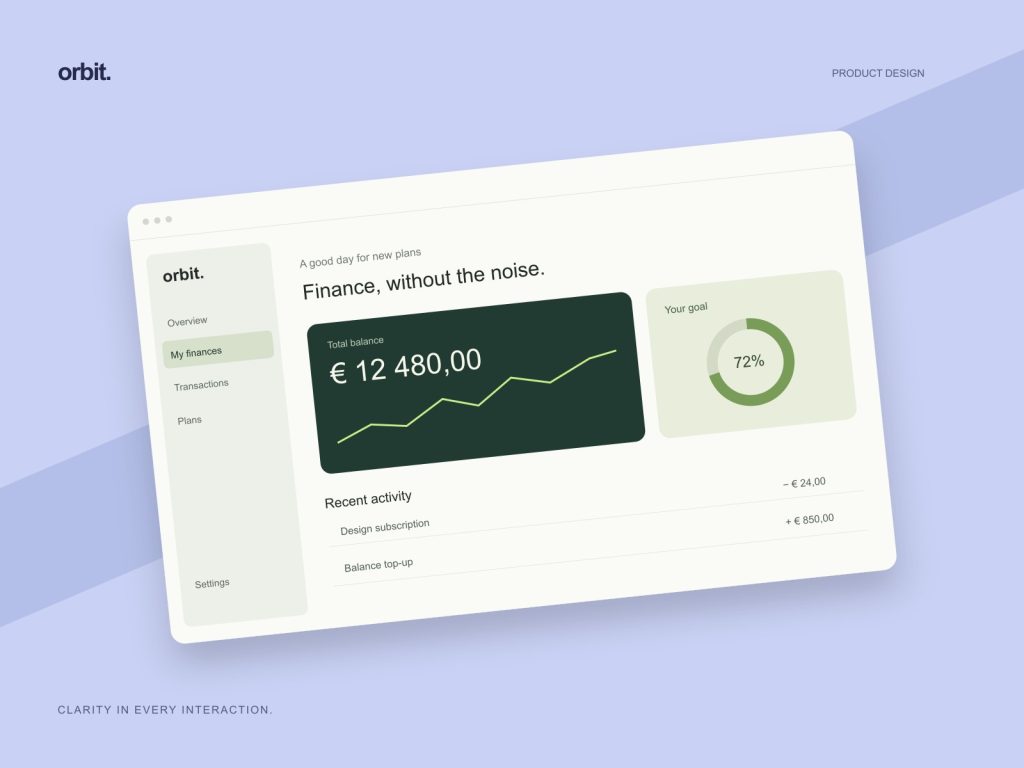 orbit.
PRODUCT DESIGN
orbit.
Overview
My finances
Transactions
Plans
Settings
A good day for new plans
Finance, without the noise.
Total balance
€ 12 480,00
Your goal
72%
Recent activity
Design subscription
− € 24,00
Balance top-up
+ € 850,00
CLARITY IN EVERY INTERACTION.